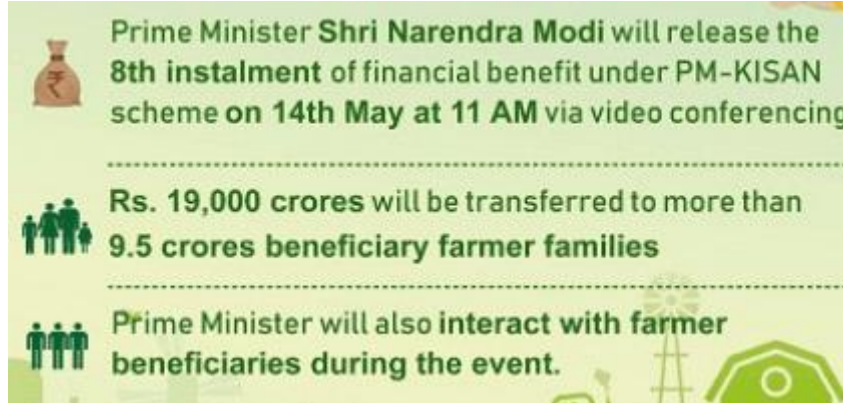 Prime Minister Shri Narendra Modi will release the
8th instalment of financial benefit under PM-KISAN
scheme on 14th May at 11 AM via video conferencing
Rs. 19,000 crores will be transferred to more than
9.5 crores beneficiary farmer families
Prime Minister will also interact with farmer
beneficiaries during the event.